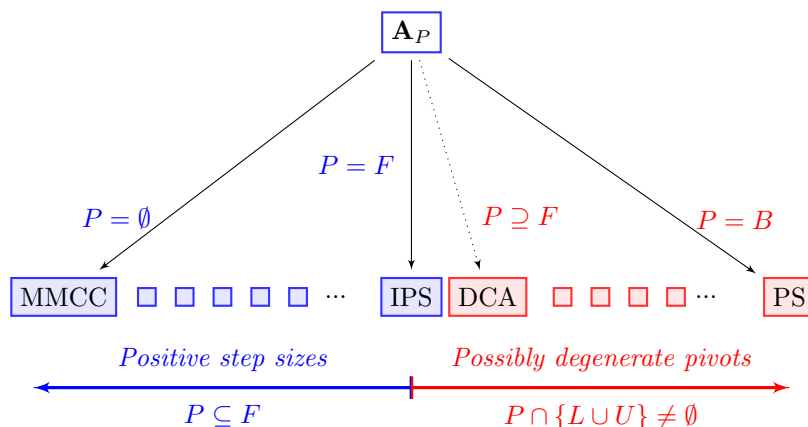 A_P
P = F
P = ∅
P ⊇ F
P = B
MMCC ... IPS DCA ... PS
Positive step sizes Possibly degenerate pivots
P ⊆ F P ∩ {L ∪ U} ≠ ∅